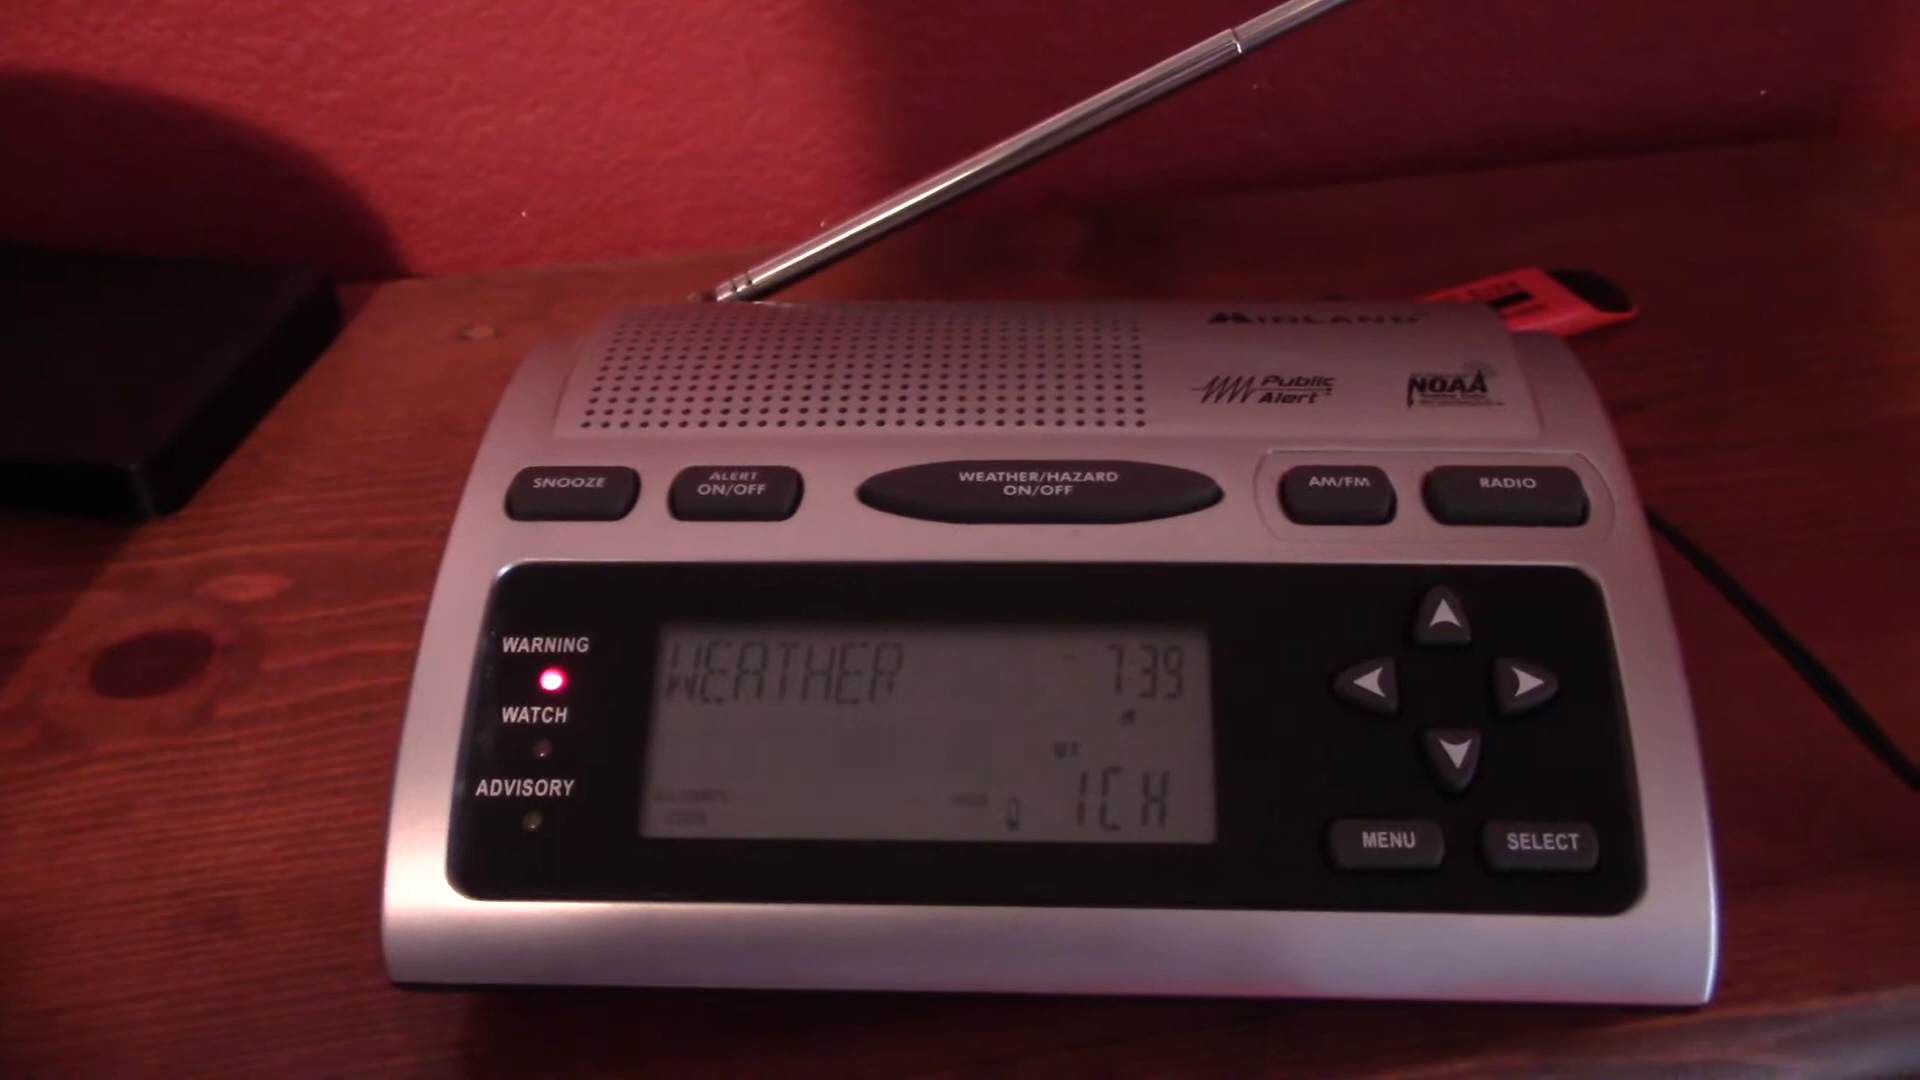 MIDLAND
Public
Alert
NOAA
SNOOZE
ALERT
ON/OFF
WEATHER/HAZARD
ON/OFF
AM/FM
RADIO
WARNING
WATCH
ADVISORY
WEATHER 7:39
1CH
MENU
SELECT